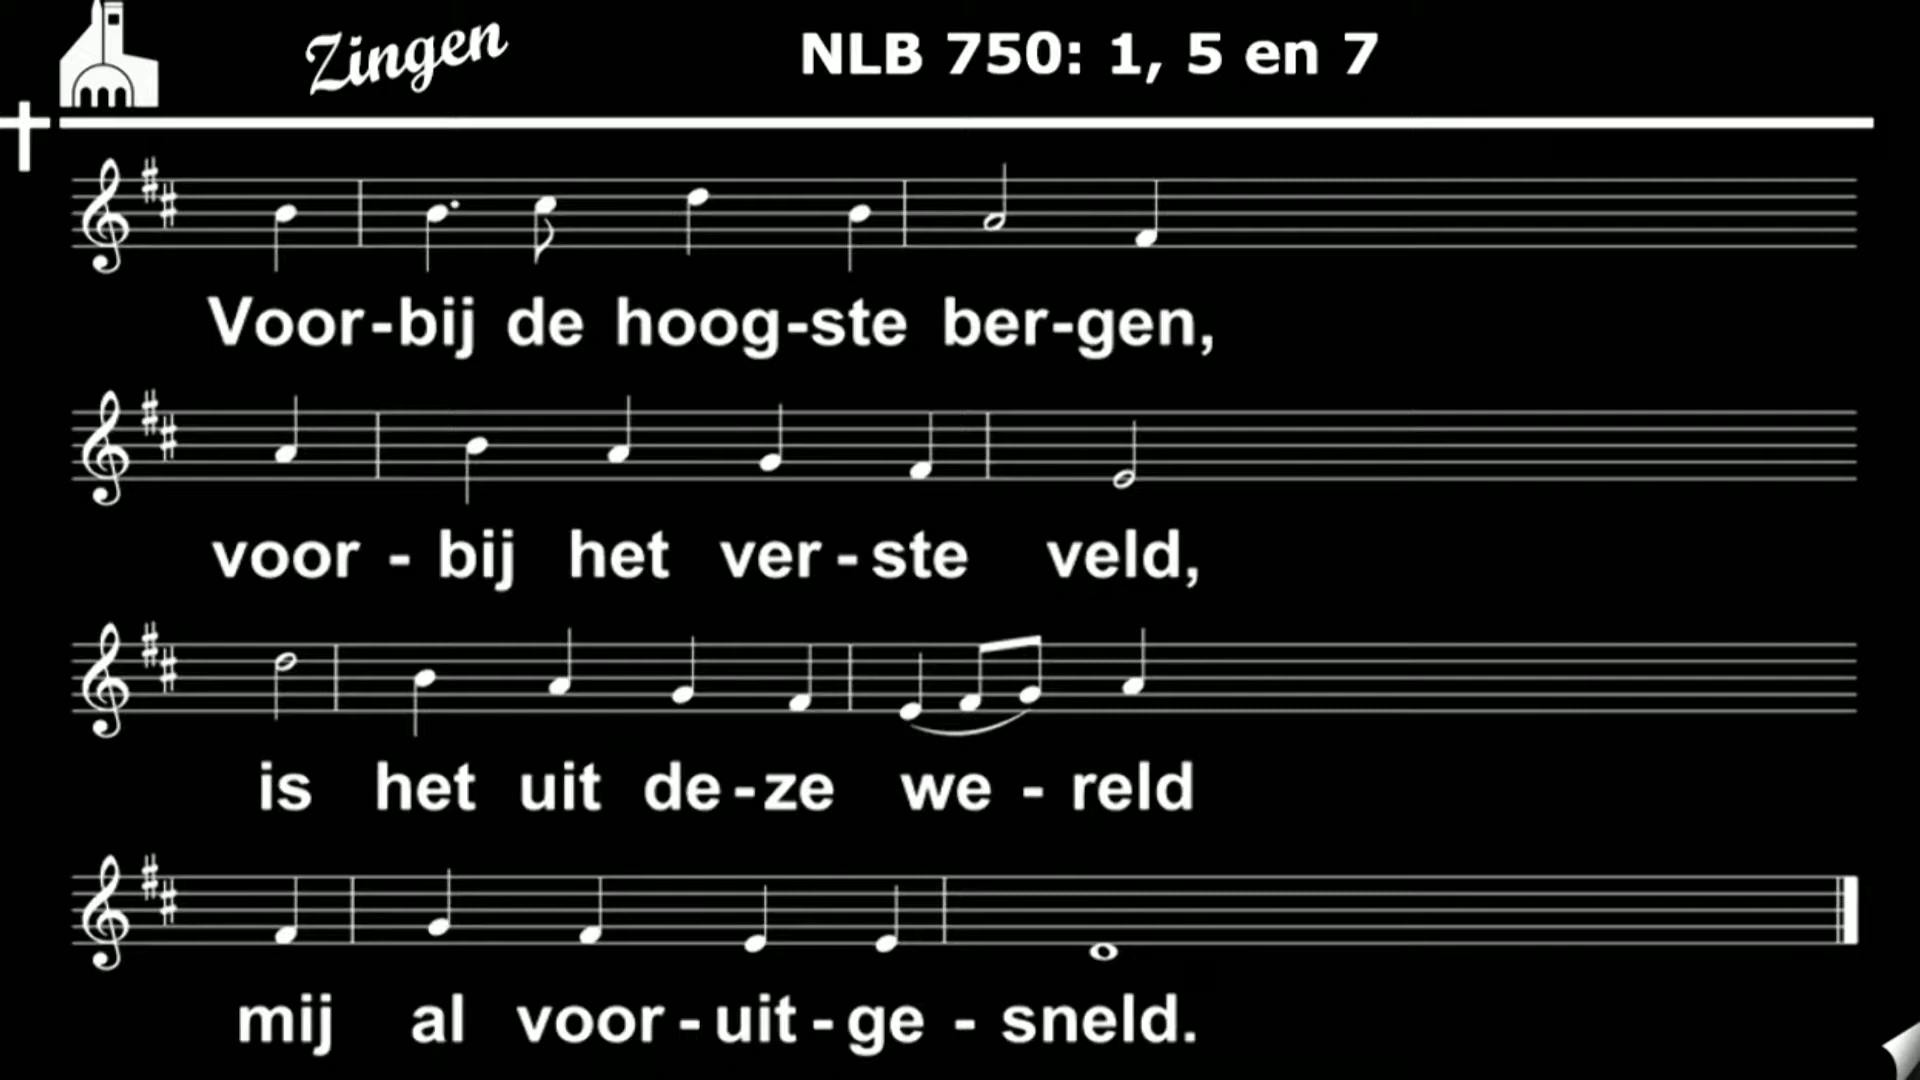 Zingen NLB 750: 1, 5 en 7
Voor-bij de hoog-ste ber-gen,
voor - bij het ver - ste veld,
is het uit de - ze we - reld
mij al voor - uit - ge - sneld.